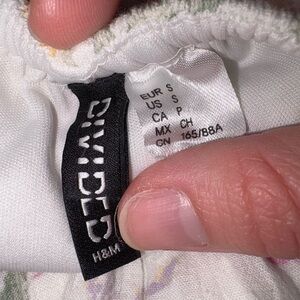 DIVIDED
H&M
EUR S
US S
CA P
MX CH
CN 165/88A